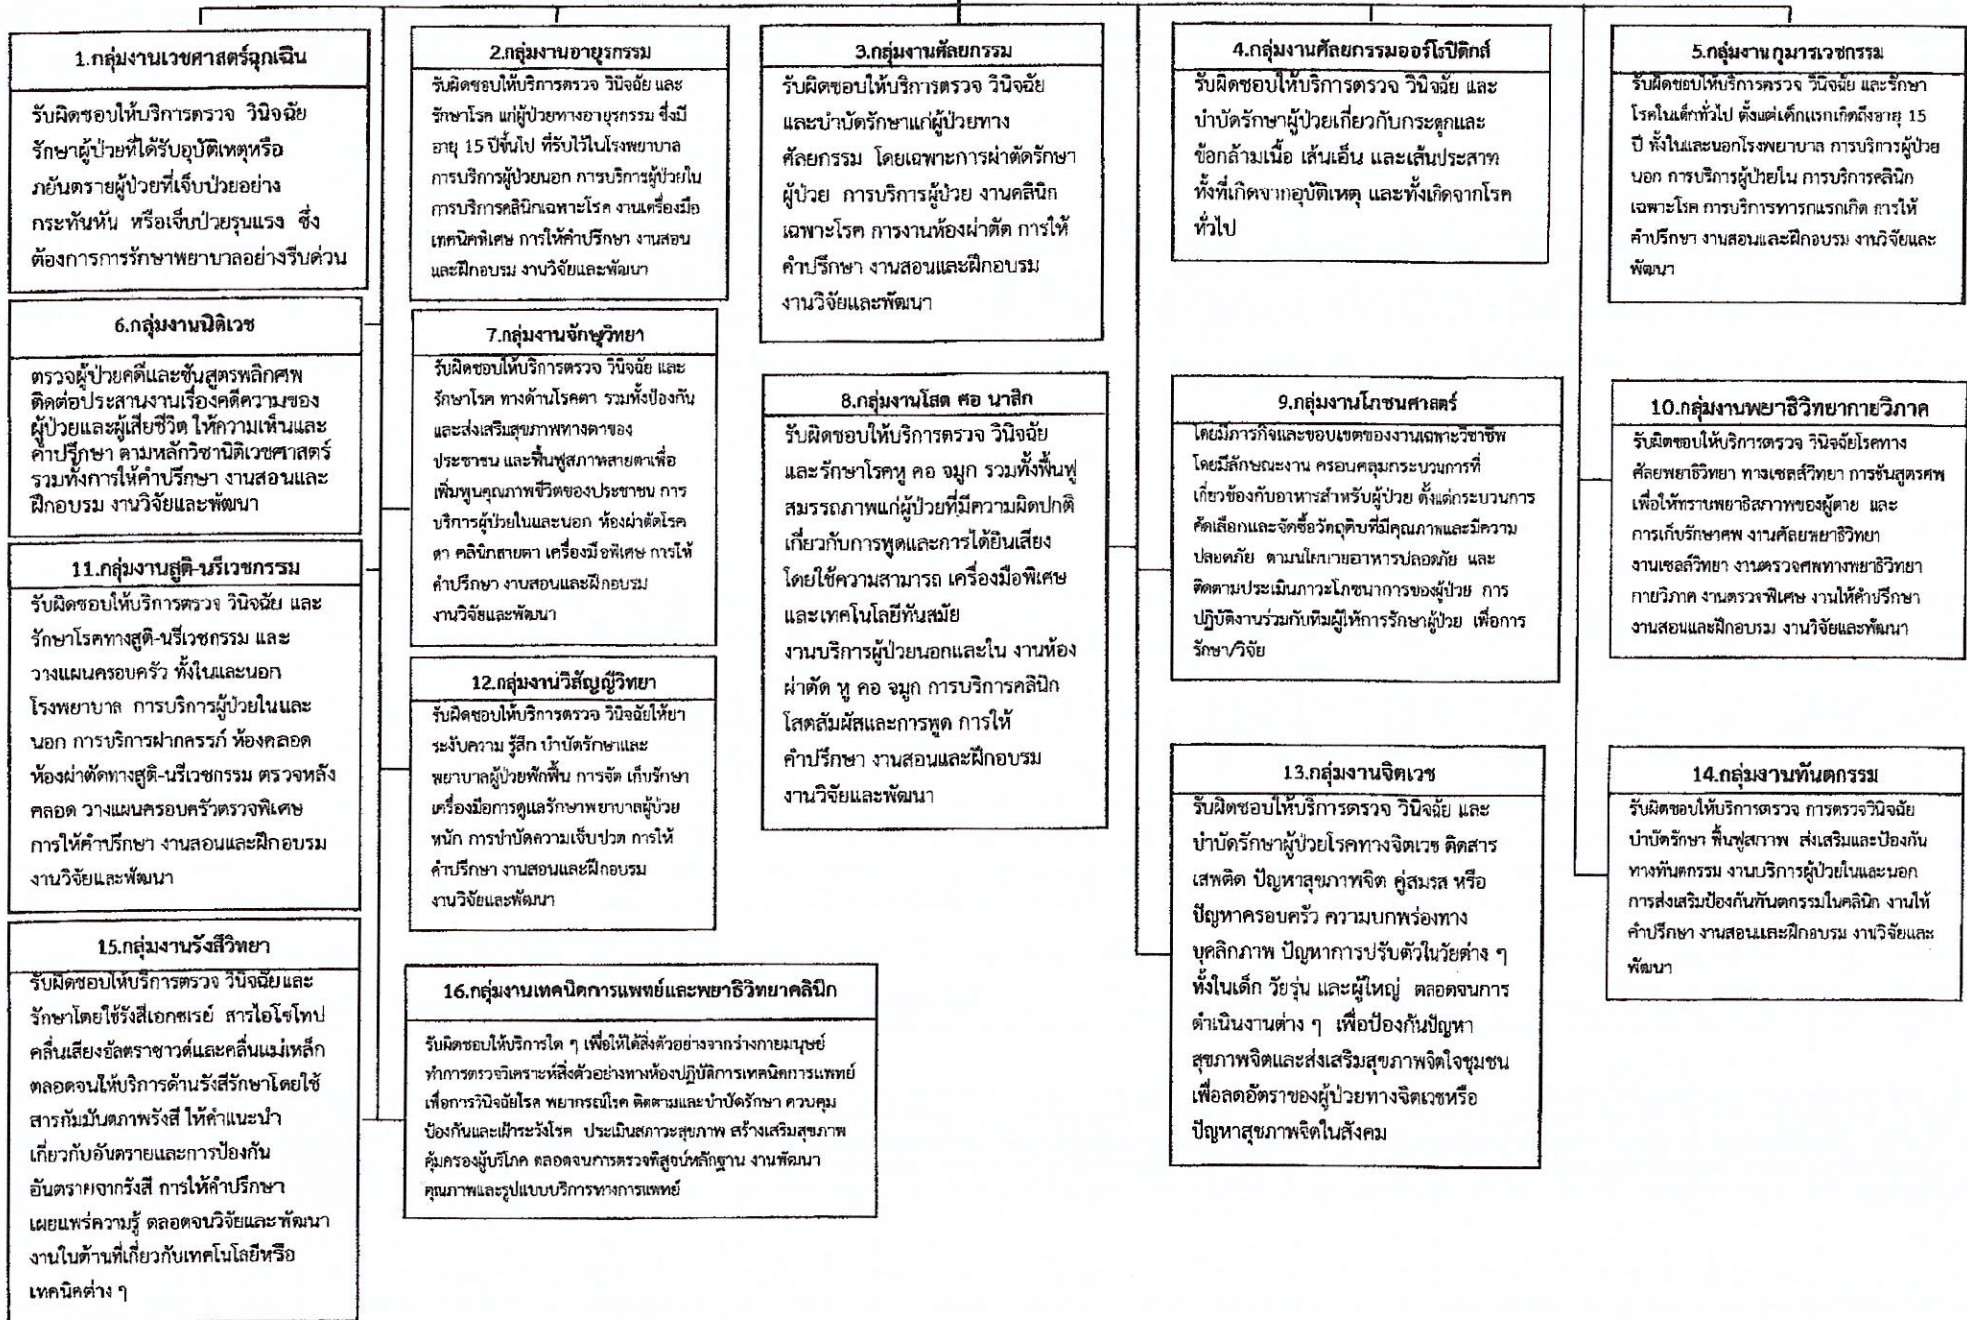 1.กลุ่มงานเวชศาสตร์ฉุกเฉิน
รับผิดชอบให้บริการตรวจ วินิจฉัย
รักษาผู้ป่วยที่ได้รับอุบัติเหตุหรือ
ภยันตรายผู้ป่วยที่เจ็บป่วยอย่าง
กระทันหัน หรือเจ็บป่วยรุนแรง ซึ่ง
ต้องการการรักษาพยาบาลอย่างรีบด่วน
2.กลุ่มงานอายุรกรรม
รับผิดชอบให้บริการตรวจ วินิจฉัย และ
รักษาโรค แก่ผู้ป่วยทางอายุรกรรม ซึ่งมี
อายุ 15 ปีขึ้นไป ที่รับไว้ในโรงพยาบาล
การบริการผู้ป่วยนอก การบริการผู้ป่วยใน
การบริการคลินิกเฉพาะโรค งานเครื่องมือ
เทคนิคพิเศษ การให้คำปรึกษา งานสอน
และฝึกอบรม งานวิจัยและพัฒนา
3.กลุ่มงานศัลยกรรม
รับผิดชอบให้บริการตรวจ วินิจฉัย
และบำบัดรักษาแก่ผู้ป่วยทาง
ศัลยกรรม โดยเฉพาะการผ่าตัดรักษา
ผู้ป่วย การบริการผู้ป่วย งานคลินิก
เฉพาะโรค การงานห้องผ่าตัด การให้
คำปรึกษา งานสอนและฝึกอบรม
งานวิจัยและพัฒนา
4.กลุ่มงานศัลยกรรมออร์โธปิดิกส์
รับผิดชอบให้บริการตรวจ วินิจฉัย และ
บำบัดรักษาผู้ป่วยเกี่ยวกับกระดูกและ
ข้อกล้ามเนื้อ เส้นเอ็น และเส้นประสาท
ทั้งที่เกิดจากอุบัติเหตุ และทั้งเกิดจากโรค
ทั่วไป
5.กลุ่มงานกุมารเวชกรรม
รับผิดชอบให้บริการตรวจ วินิจฉัย และรักษา
โรคในเด็กทั่วไป ตั้งแต่เด็กแรกเกิดถึงอายุ 15
ปี ทั้งในและนอกโรงพยาบาล การบริการผู้ป่วย
นอก การบริการผู้ป่วยใน การบริการคลินิก
เฉพาะโรค การบริการทารกแรกเกิด การให้
คำปรึกษา งานสอนและฝึกอบรม งานวิจัยและ
พัฒนา
6.กลุ่มงานนิติเวช
ตรวจผู้ป่วยคดีและชันสูตรพลิกศพ
ติดต่อประสานงานเรื่องคดีความของ
ผู้ป่วยและผู้เสียชีวิต ให้ความเห็นและ
คำปรึกษา ตามหลักวิชานิติเวชศาสตร์
รวมทั้งการให้คำปรึกษา งานสอนและ
ฝึกอบรม งานวิจัยและพัฒนา
7.กลุ่มงานจักษุวิทยา
รับผิดชอบให้บริการตรวจ วินิจฉัย และ
รักษาโรค ทางด้านโรคตา รวมทั้งป้องกัน
และส่งเสริมสุขภาพทางตาของ
ประชาชน และฟื้นฟูสภาพสายตาเพื่อ
เพิ่มพูนคุณภาพชีวิตของประชาชน การ
บริการผู้ป่วยในและนอก ห้องผ่าตัดโรค
ตา คลินิกสายตา เครื่องมือพิเศษ การให้
คำปรึกษา งานสอนและฝึกอบรม
งานวิจัยและพัฒนา
8.กลุ่มงานโสต ศอ นาสิก
รับผิดชอบให้บริการตรวจ วินิจฉัย
และรักษาโรคหู คอ จมูก รวมทั้งฟื้นฟู
สมรรถภาพแก่ผู้ป่วยที่มีความผิดปกติ
เกี่ยวกับการพูดและการได้ยินเสียง
โดยใช้ความสามารถ เครื่องมือพิเศษ
และเทคโนโลยีทันสมัย
งานบริการผู้ป่วยนอกและใน งานห้อง
ผ่าตัด หู คอ จมูก การบริการคลินิก
โสตสัมผัสและการพูด การให้
คำปรึกษา งานสอนและฝึกอบรม
งานวิจัยและพัฒนา
9.กลุ่มงานโภชนศาสตร์
โดยมีภารกิจและขอบเขตของงานเฉพาะวิชาชีพ
โดยมีลักษณะงาน ครอบคลุมกระบวนการที่
เกี่ยวข้องกับอาหารสำหรับผู้ป่วย ตั้งแต่กระบวนการ
คัดเลือกและจัดซื้อวัตถุดิบที่มีคุณภาพและมีความ
ปลอดภัย ตามนโยบายอาหารปลอดภัย และ
ติดตามประเมินภาวะโภชนาการของผู้ป่วย การ
ปฏิบัติงานร่วมกับทีมผู้ให้การรักษาผู้ป่วย เพื่อการ
รักษา/วิจัย
10.กลุ่มงานพยาธิวิทยากายวิภาค
รับผิดชอบให้บริการตรวจ วินิจฉัยโรคทาง
ศัลยพยาธิวิทยา ทางเซลล์วิทยา การชันสูตรศพ
เพื่อให้ทราบพยาธิสภาพของผู้ตาย และ
การเก็บรักษาศพ งานศัลยพยาธิวิทยา
งานเซลล์วิทยา งานตรวจศพทางพยาธิวิทยา
กายวิภาค งานตรวจพิเศษ งานให้คำปรึกษา
งานสอนและฝึกอบรม งานวิจัยและพัฒนา
11.กลุ่มงานสูติ-นรีเวชกรรม
รับผิดชอบให้บริการตรวจ วินิจฉัย และ
รักษาโรคทางสูติ-นรีเวชกรรม และ
วางแผนครอบครัว ทั้งในและนอก
โรงพยาบาล การบริการผู้ป่วยในและ
นอก การบริการฝากครรภ์ ห้องคลอด
ห้องผ่าตัดทางสูติ-นรีเวชกรรม ตรวจหลัง
คลอด วางแผนครอบครัวตรวจพิเศษ
การให้คำปรึกษา งานสอนและฝึกอบรม
งานวิจัยและพัฒนา
12.กลุ่มงานวิสัญญีวิทยา
รับผิดชอบให้บริการตรวจ วินิจฉัยให้ยา
ระงับความ รู้สึก บำบัดรักษาและ
พยาบาลผู้ป่วยพักฟื้น การจัด เก็บรักษา
เครื่องมือการดูแลรักษาพยาบาลผู้ป่วย
หนัก การบำบัดความเจ็บปวด การให้
คำปรึกษา งานสอนและฝึกอบรม
งานวิจัยและพัฒนา
13.กลุ่มงานจิตเวช
รับผิดชอบให้บริการตรวจ วินิจฉัย และ
บำบัดรักษาผู้ป่วยโรคทางจิตเวช ติดสาร
เสพติด ปัญหาสุขภาพจิต คู่สมรส หรือ
ปัญหาครอบครัว ความบกพร่องทาง
บุคลิกภาพ ปัญหาการปรับตัวในวัยต่าง ๆ
ทั้งในเด็ก วัยรุ่น และผู้ใหญ่ ตลอดจนการ
ดำเนินงานต่าง ๆ เพื่อป้องกันปัญหา
สุขภาพจิตและส่งเสริมสุขภาพจิตใจชุมชน
เพื่อลดอัตราของผู้ป่วยทางจิตเวชหรือ
ปัญหาสุขภาพจิตในสังคม
14.กลุ่มงานทันตกรรม
รับผิดชอบให้บริการตรวจ การตรวจวินิจฉัย
บำบัดรักษา ฟื้นฟูสภาพ ส่งเสริมและป้องกัน
ทางทันตกรรม งานบริการผู้ป่วยในและนอก
การส่งเสริมป้องกันทันตกรรมในคลินิก งานให้
คำปรึกษา งานสอนและฝึกอบรม งานวิจัยและ
พัฒนา
15.กลุ่มงานรังสีวิทยา
รับผิดชอบให้บริการตรวจ วินิจฉัยและ
รักษาโดยใช้รังสีเอกซเรย์ สารไอโซโทป
คลื่นเสียงอัลตราซาวด์และคลื่นแม่เหล็ก
ตลอดจนให้บริการด้านรังสีรักษาโดยใช้
สารกัมมันตภาพรังสี ให้คำแนะนำ
เกี่ยวกับอันตรายและการป้องกัน
อันตรายจากรังสี การให้คำปรึกษา
เผยแพร่ความรู้ ตลอดจนวิจัยและพัฒนา
งานในด้านที่เกี่ยวกับเทคโนโลยีหรือ
เทคนิคต่าง ๆ
16.กลุ่มงานเทคนิคการแพทย์และพยาธิวิทยาคลินิก
รับผิดชอบให้บริการใด ๆ เพื่อให้ได้สิ่งตัวอย่างจากร่างกายมนุษย์
ทำการตรวจวิเคราะห์สิ่งตัวอย่างทางห้องปฏิบัติการเทคนิคการแพทย์
เพื่อการวินิจฉัยโรค พยากรณ์โรค ติดตามและบำบัดรักษา ควบคุม
ป้องกันและเฝ้าระวังโรค ประเมินสภาวะสุขภาพ สร้างเสริมสุขภาพ
คุ้มครองผู้บริโภค ตลอดจนการตรวจพิสูจน์หลักฐาน งานพัฒนา
คุณภาพและรูปแบบบริการทางการแพทย์